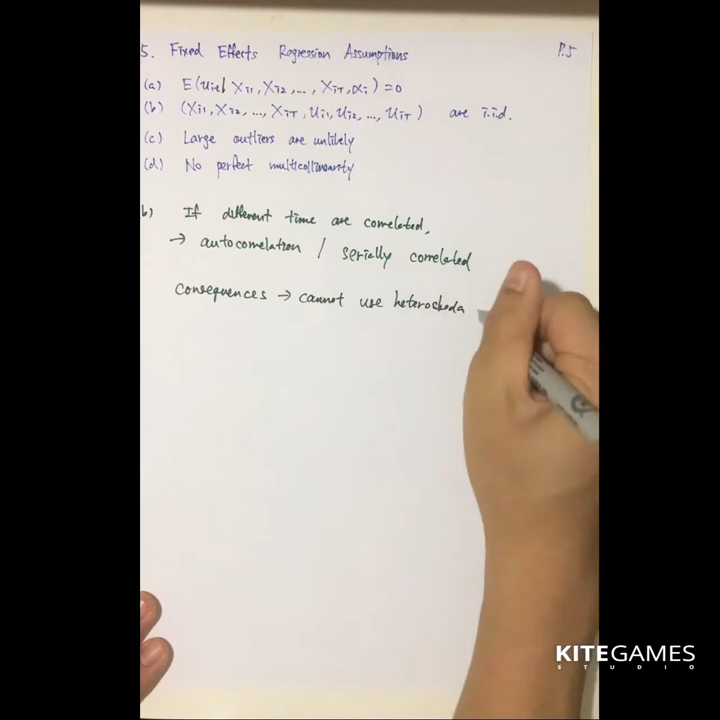 5. Fixed Effects Regression Assumptions P.5
(a) E(uit| Xi1, Xi2, ..., XiT, αi) = 0
(b) (Xi1, Xi2, ..., XiT, ui1, ui2, ..., uiT) are i.i.d.
(c) Large outliers are unlikely
(d) No perfect multicollinearity
b) If different time are correlated,
→ autocorrelation / serially correlated
consequences → cannot use heteroskeda
KITEGAMES
STUDIO